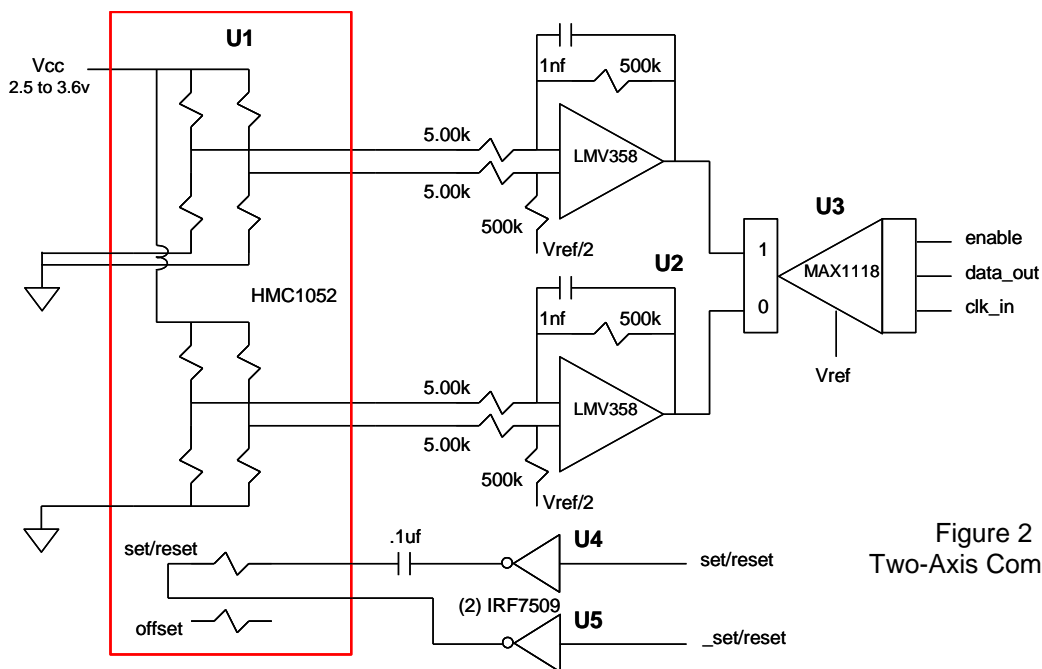 U1
Vcc
2.5 to 3.6v
1nf
500k
5.00k
LMV358
5.00k
500k
Vref/2
U3
1
0
MAX1118
enable
data_out
clk_in
Vref
HMC1052
U2
1nf
500k
5.00k
LMV358
5.00k
500k
Vref/2
.1uf
set/reset
U4
set/reset
(2) IRF7509
offset
U5
_set/reset
Figure 2
Two-Axis Com